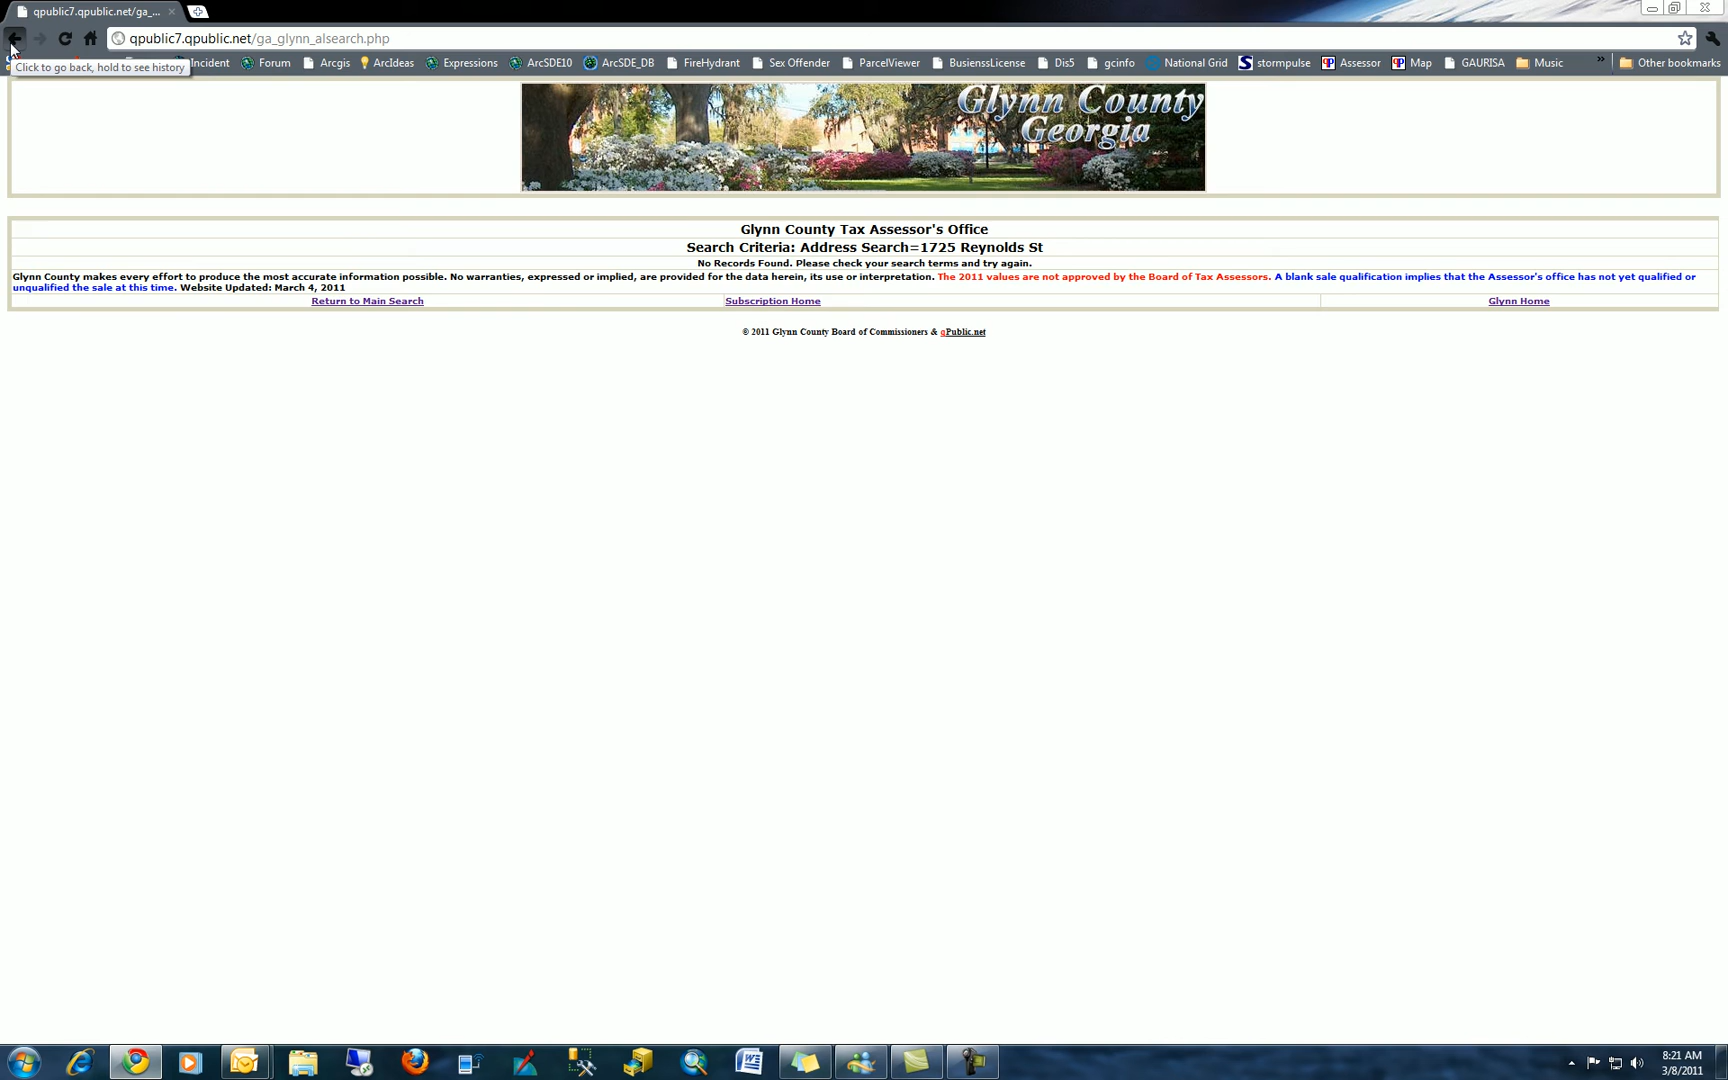 qpublic7.qpublic.net/ga_...
qpublic7.qpublic.net/ga_glynn_alsearch.php
Incident Forum Arcgis ArcIdeas Expressions ArcSDE10 ArcSDE_DB FireHydrant Sex Offender ParcelViewer BusienssLicense Dis5 gcinfo National Grid stormpulse Assessor Map GAURISA Music » Other bookmarks
Click to go back, hold to see history
Glynn County
Georgia
Glynn County Tax Assessor's Office
Search Criteria: Address Search=1725 Reynolds St
No Records Found. Please check your search terms and try again.
Glynn County makes every effort to produce the most accurate information possible. No warranties, expressed or implied, are provided for the data herein, its use or interpretation. The 2011 values are not approved by the Board of Tax Assessors. A blank sale qualification implies that the Assessor's office has not yet qualified or
unqualified the sale at this time. Website Updated: March 4, 2011
Return to Main Search Subscription Home Glynn Home
© 2011 Glynn County Board of Commissioners & qPublic.net
8:21 AM
3/8/2011